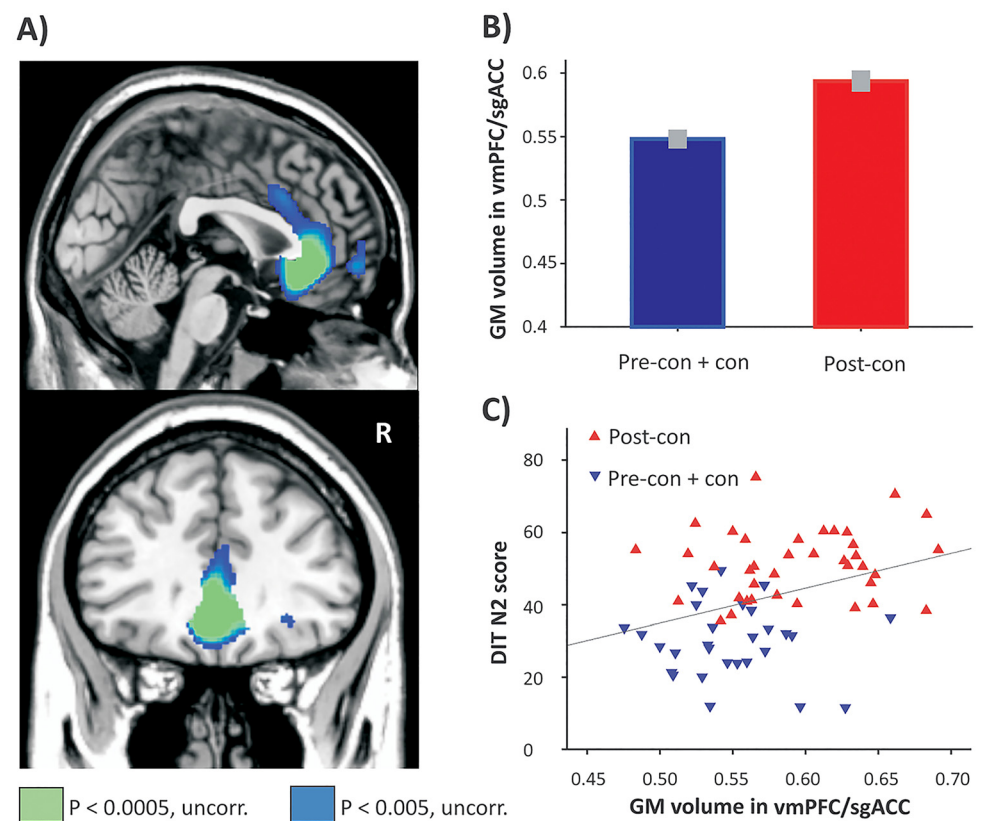 A)
R
P < 0.0005, uncorr.
P < 0.005, uncorr.
B)
GM volume in vmPFC/sgACC
0.6
0.55
0.5
0.45
0.4
Pre-con + con
Post-con
C)
Post-con
Pre-con + con
DIT N2 score
80
60
40
20
0
0.45 0.50 0.55 0.60 0.65 0.70
GM volume in vmPFC/sgACC